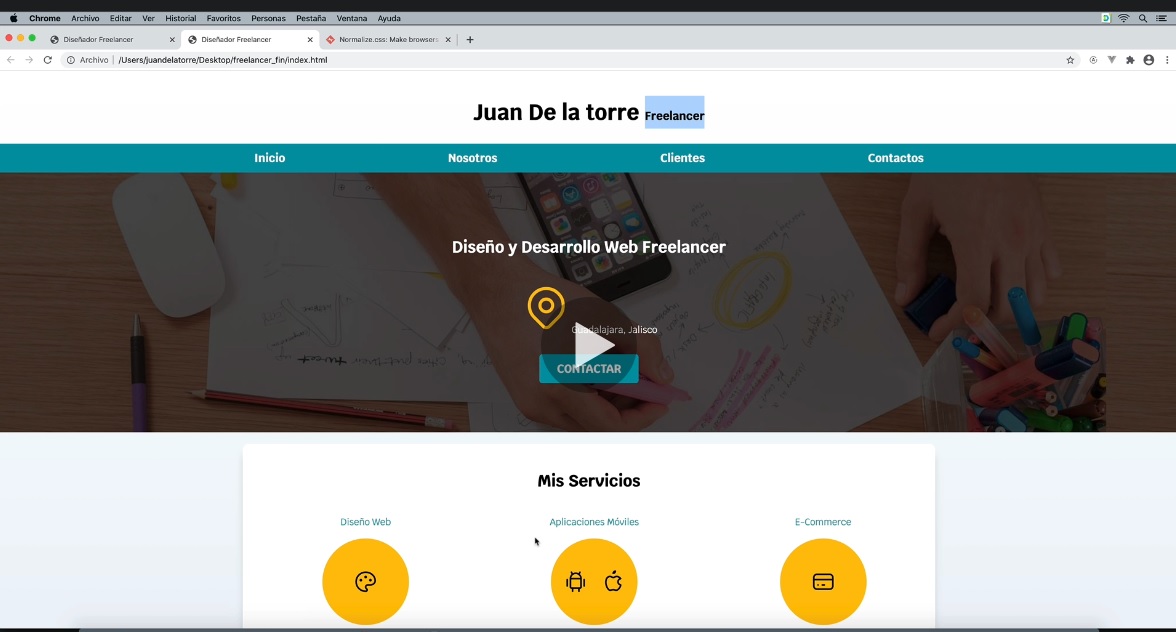 Chrome Archivo Editar Ver Historial Favoritos Personas Pestaña Ventana Ayuda
Diseñador Freelancer Diseñador Freelancer Normalize.css: Make browsers
Archivo /Users/juandelatorre/Desktop/freelancer_fin/index.html
Juan De la torre Freelancer
Inicio Nosotros Clientes Contactos
Diseño y Desarrollo Web Freelancer
Guadalajara, Jalisco
CONTACTAR
Mis Servicios
Diseño Web Aplicaciones Móviles E-Commerce